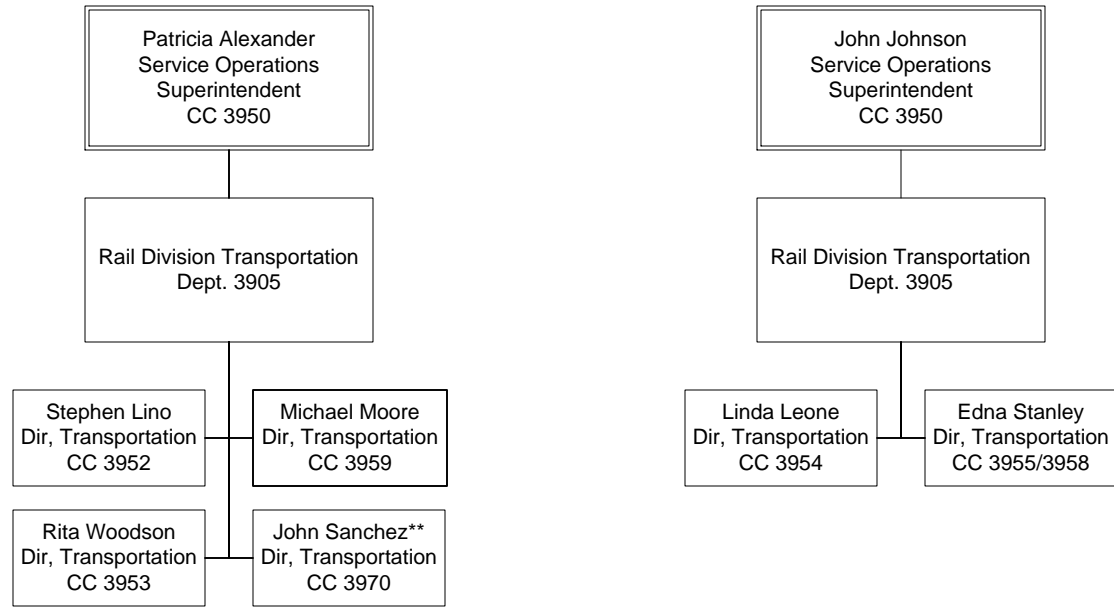 Patricia Alexander
Service Operations
Superintendent
CC 3950
Rail Division Transportation
Dept. 3905
Stephen Lino
Dir, Transportation
CC 3952
Michael Moore
Dir, Transportation
CC 3959
Rita Woodson
Dir, Transportation
CC 3953
John Sanchez**
Dir, Transportation
CC 3970
John Johnson
Service Operations
Superintendent
CC 3950
Rail Division Transportation
Dept. 3905
Linda Leone
Dir, Transportation
CC 3954
Edna Stanley
Dir, Transportation
CC 3955/3958